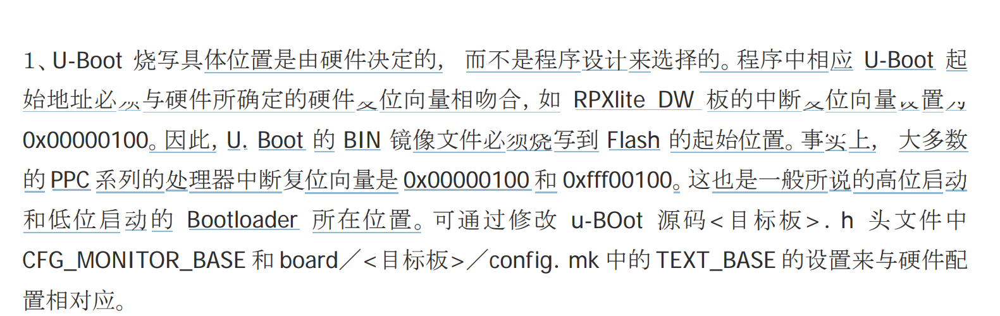 1、U-Boot 烧写具体位置是由硬件决定的, 而不是程序设计来选择的。程序中相应 U-Boot 起
始地址必须与硬件所确定的硬件复位向量相吻合, 如 RPXlite DW 板的中断复位向量设置为
0x00000100。因此, U. Boot 的 BIN 镜像文件必须烧写到 Flash 的起始位置。事实上, 大多数
的 PPC 系列的处理器中断复位向量是 0x00000100 和 0xfff00100。这也是一般所说的高位启动
和低位启动的 Bootloader 所在位置。可通过修改 u-BOot 源码<目标板>. h 头文件中
CFG_MONITOR_BASE 和 board／<目标板>／config. mk 中的 TEXT_BASE 的设置来与硬件配
置相对应。